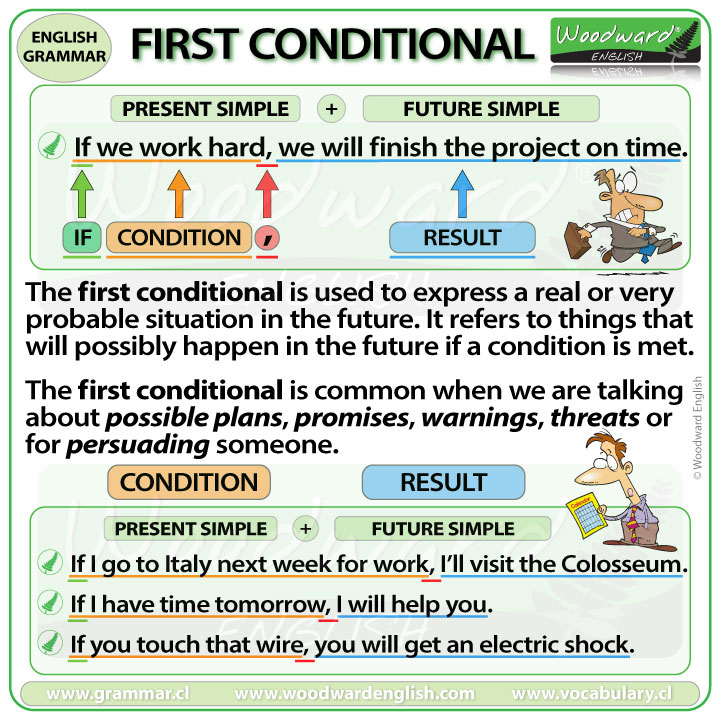 ENGLISH
GRAMMAR
FIRST CONDITIONAL
Woodward®
ENGLISH
PRESENT SIMPLE + FUTURE SIMPLE
If we work hard, we will finish the project on time.
IF CONDITION , RESULT
The first conditional is used to express a real or very
probable situation in the future. It refers to things that
will possibly happen in the future if a condition is met.
The first conditional is common when we are talking
about possible plans, promises, warnings, threats or
for persuading someone.
© Woodward English
CONDITION RESULT
Calendar
PRESENT SIMPLE + FUTURE SIMPLE
If I go to Italy next week for work, I'll visit the Colosseum.
If I have time tomorrow, I will help you.
If you touch that wire, you will get an electric shock.
www.grammar.cl www.woodwardenglish.com www.vocabulary.cl